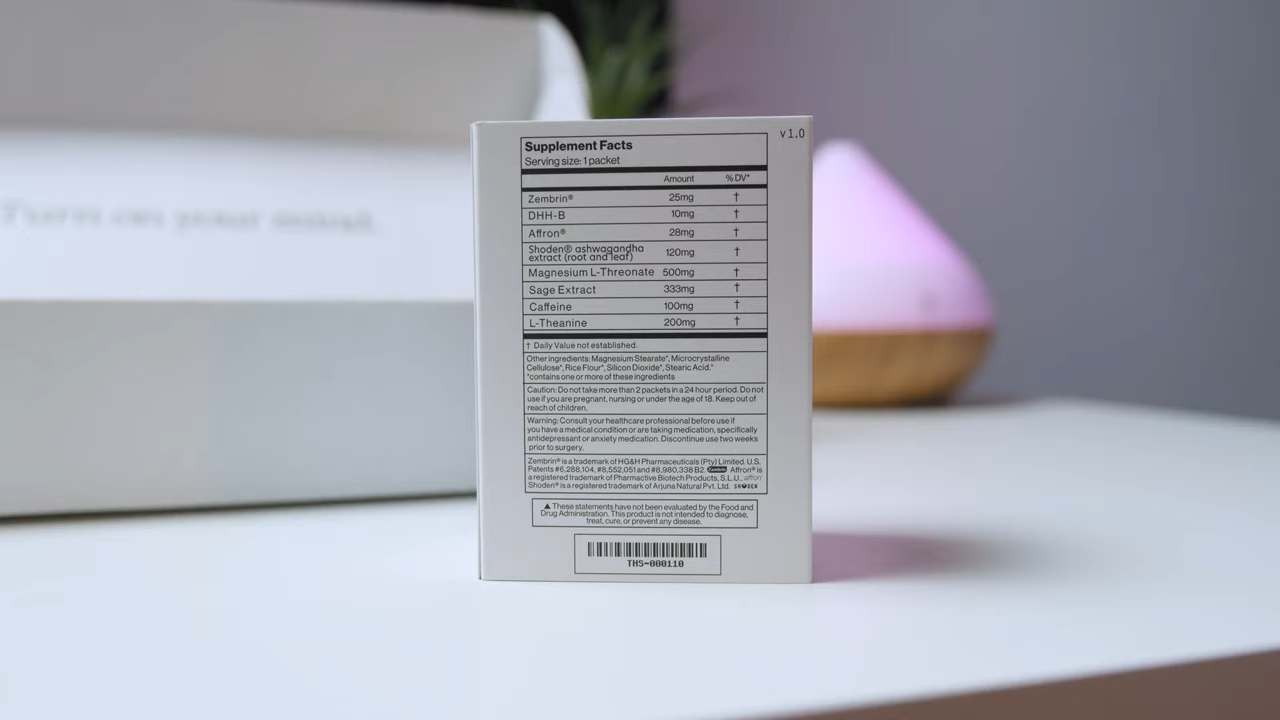 Turn on your mind.
v1.0
Supplement Facts
Serving size: 1 packet
Amount % DV*
Zembrin® 25mg †
DHH-B 10mg †
Affron® 28mg †
Shoden® ashwagandha
extract (root and leaf) 120mg †
Magnesium L-Threonate 500mg †
Sage Extract 333mg †
Caffeine 100mg †
L-Theanine 200mg †
† Daily Value not established.
Other ingredients: Magnesium Stearate*, Microcrystalline
Cellulose*, Rice Flour*, Silicon Dioxide*, Stearic Acid.*
*contains one or more of these ingredients
Caution: Do not take more than 2 packets in a 24 hour period. Do not
use if you are pregnant, nursing or under the age of 18. Keep out of
reach of children.
Warning: Consult your healthcare professional before use if
you have a medical condition or are taking medication, specifically
antidepressant or anxiety medication. Discontinue use two weeks
prior to surgery.
Zembrin® is a trademark of HG&H Pharmaceuticals (Pty) Limited. U.S.
Patents #6,288,104, #8,552,051 and #8,980,338 B2. Zembrin Affron® is
a registered trademark of Pharmactive Biotech Products, S.L.U., affron
Shoden® is a registered trademark of Arjuna Natural Pvt. Ltd. SHODEN
▲ These statements have not been evaluated by the Food and
Drug Administration. This product is not intended to diagnose,
treat, cure, or prevent any disease.
THS-000110